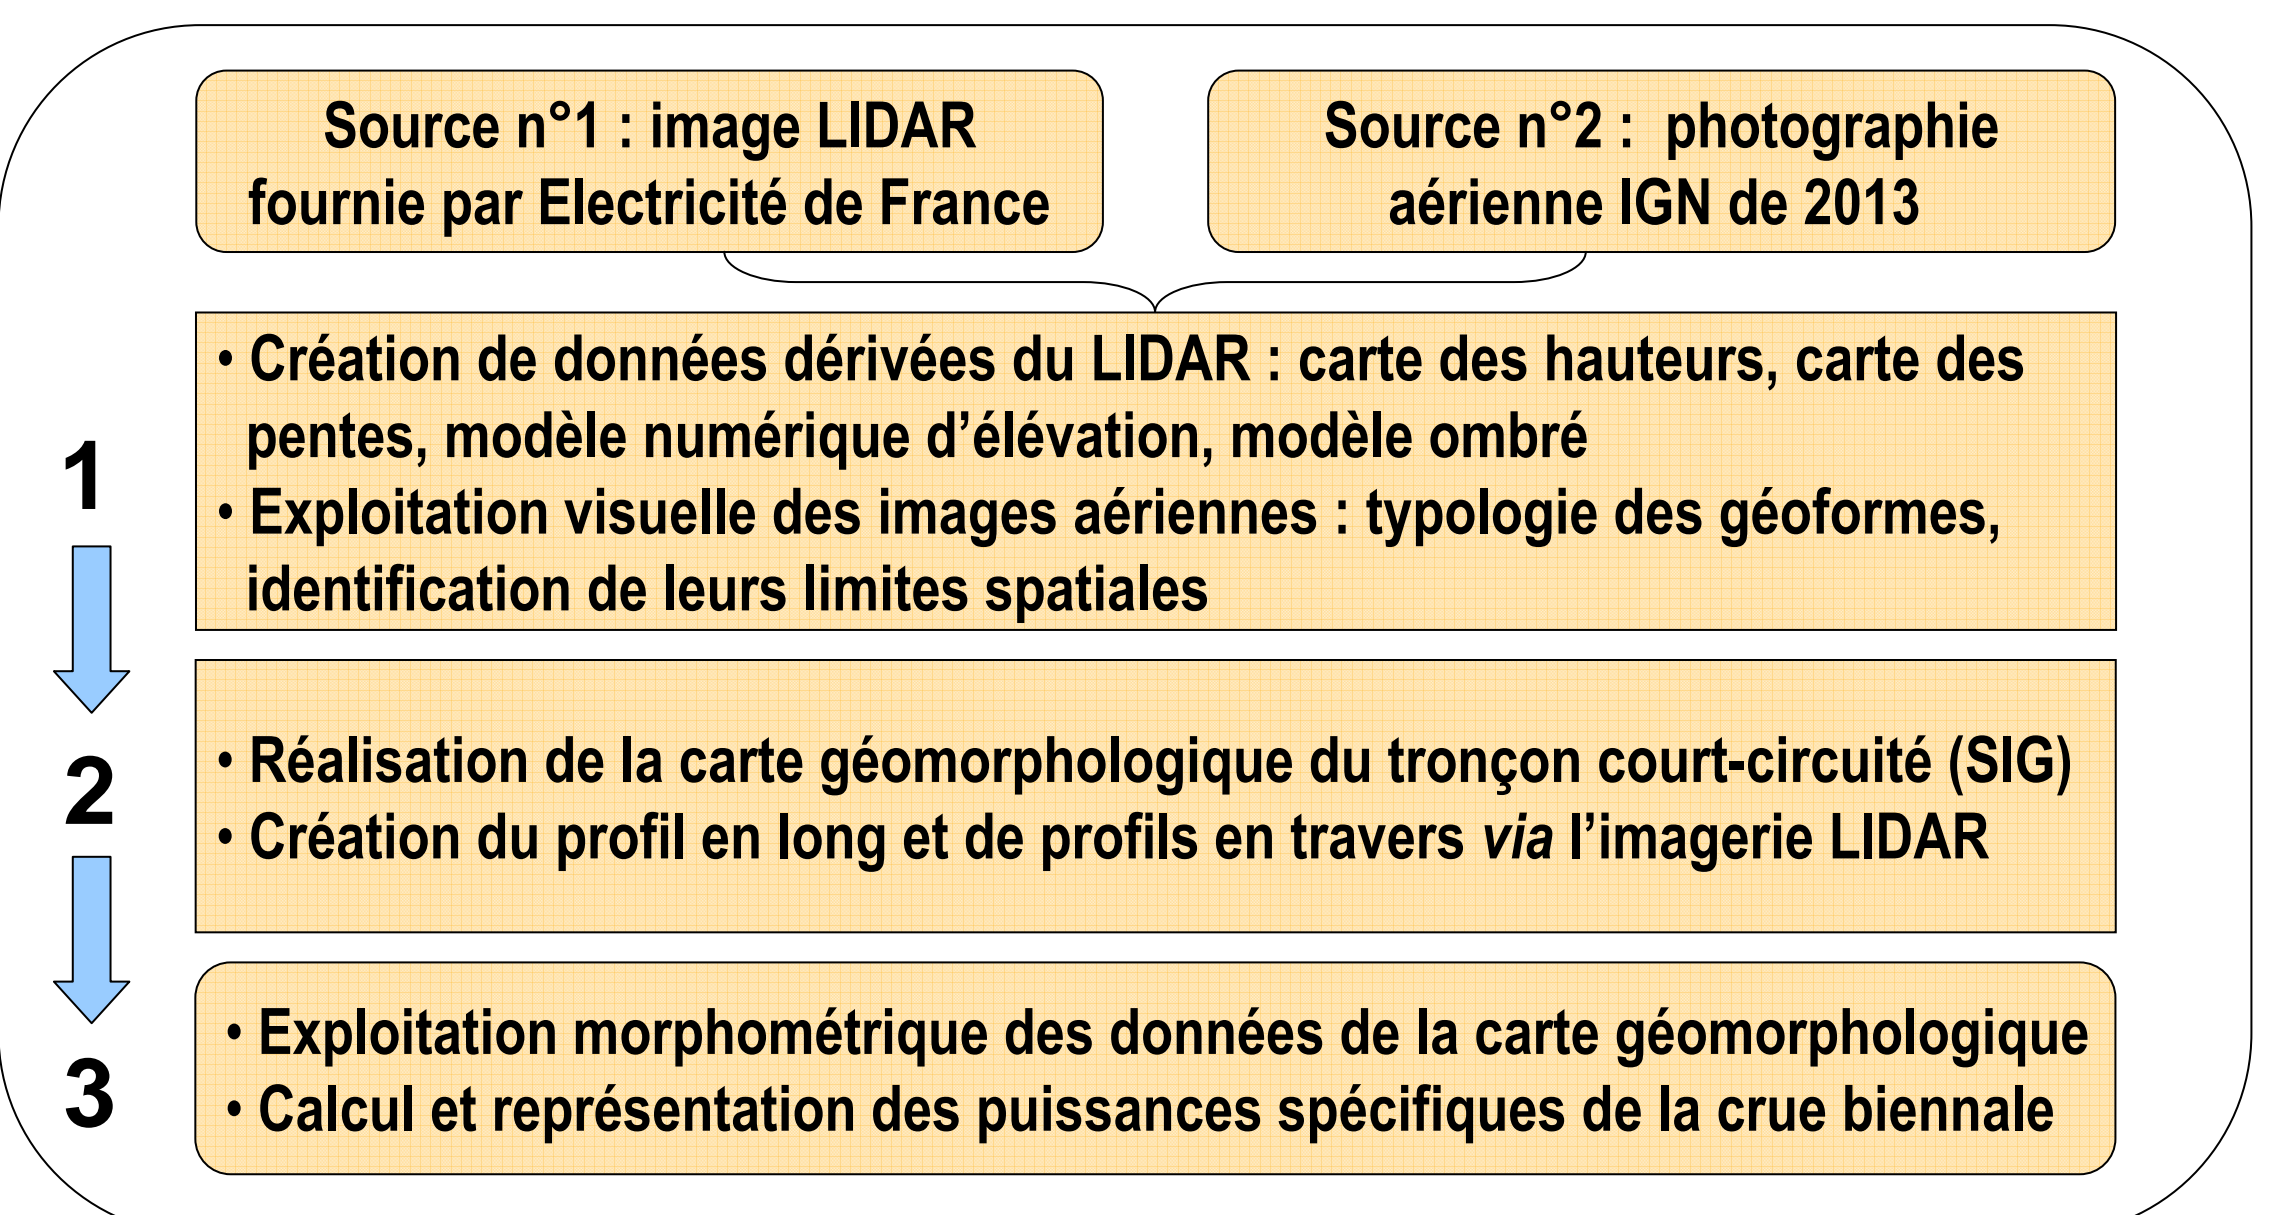 Source n°1 : image LIDAR
fournie par Electricité de France
Source n°2 : photographie
aérienne IGN de 2013
1
• Création de données dérivées du LIDAR : carte des hauteurs, carte des
pentes, modèle numérique d’élévation, modèle ombré
• Exploitation visuelle des images aériennes : typologie des géoformes,
identification de leurs limites spatiales
2
• Réalisation de la carte géomorphologique du tronçon court-circuité (SIG)
• Création du profil en long et de profils en travers via l’imagerie LIDAR
3
• Exploitation morphométrique des données de la carte géomorphologique
• Calcul et représentation des puissances spécifiques de la crue biennale